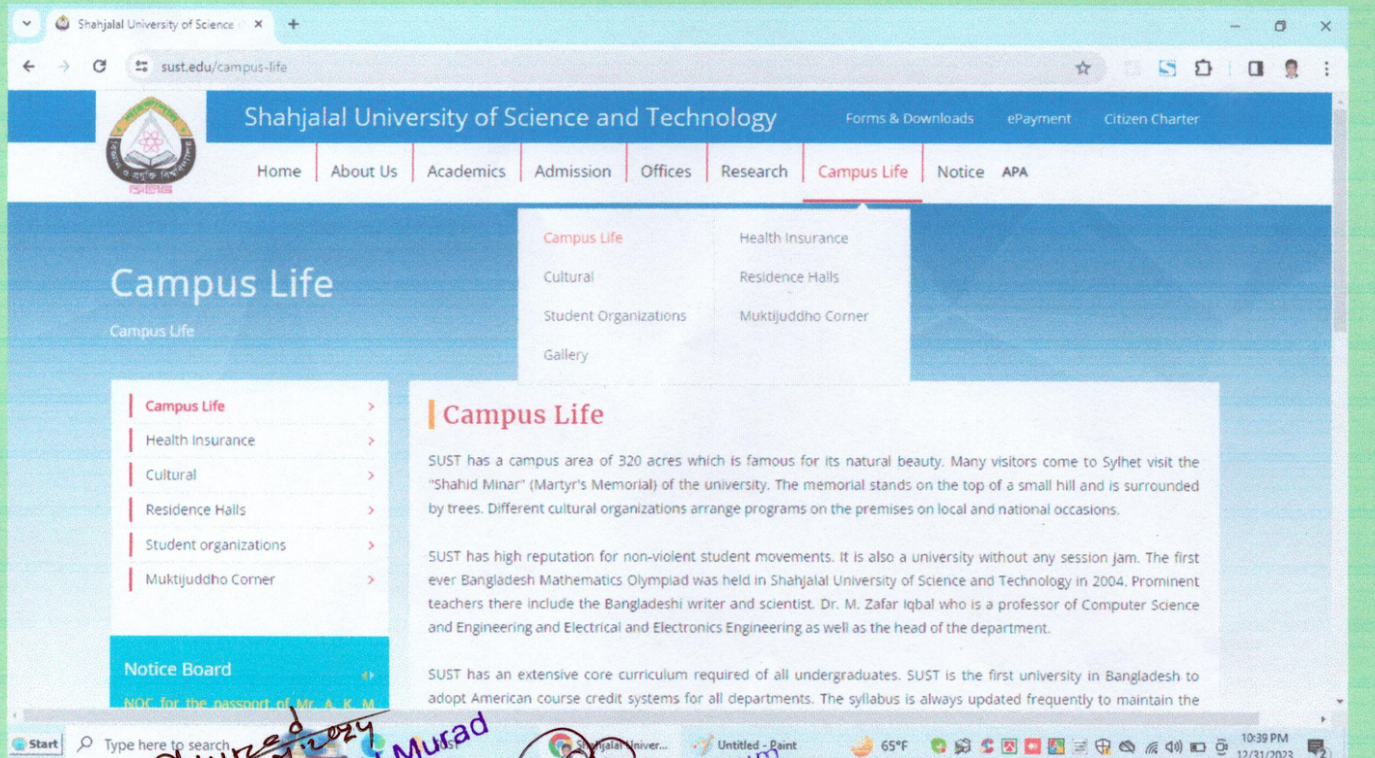 Shahjalal University of Science
sust.edu/campus-life
Shahjalal University of Science and Technology
Forms & Downloads ePayment Citizen Charter
Home About Us Academics Admission Offices Research Campus Life Notice APA
Campus Life Health Insurance
Cultural Residence Halls
Student Organizations Muktijuddho Corner
Gallery
Campus Life
Campus Life
Campus Life
Health Insurance
Cultural
Residence Halls
Student organizations
Muktijuddho Corner
Notice Board
NOC for the passport of Mr. A. K. M.
Campus Life
SUST has a campus area of 320 acres which is famous for its natural beauty. Many visitors come to Sylhet visit the
"Shahid Minar" (Martyr's Memorial) of the university. The memorial stands on the top of a small hill and is surrounded
by trees. Different cultural organizations arrange programs on the premises on local and national occasions.
SUST has high reputation for non-violent student movements. It is also a university without any session jam. The first
ever Bangladesh Mathematics Olympiad was held in Shahjalal University of Science and Technology in 2004. Prominent
teachers there include the Bangladeshi writer and scientist. Dr. M. Zafar Iqbal who is a professor of Computer Science
and Engineering and Electrical and Electronics Engineering as well as the head of the department.
SUST has an extensive core curriculum required of all undergraduates. SUST is the first university in Bangladesh to
adopt American course credit systems for all departments. The syllabus is always updated frequently to maintain the
Start Type here to search Shahjalal Univer... Untitled - Paint 65°F 10:39 PM
12/31/2023
Murad